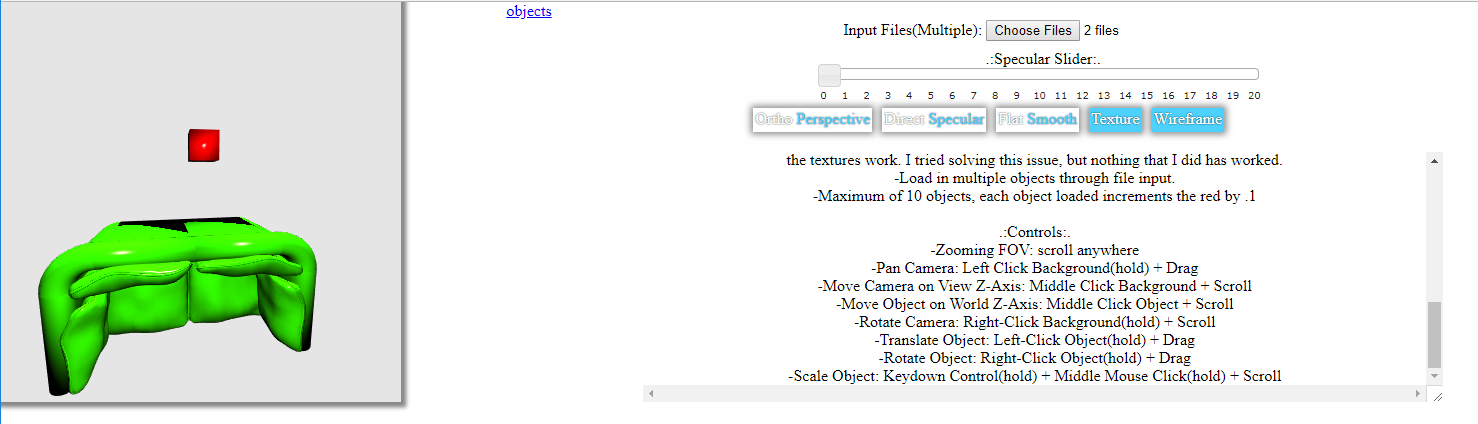 objects
Input Files(Multiple): Choose Files 2 files
.:Specular Slider:.
0 1 2 3 4 5 6 7 8 9 10 11 12 13 14 15 16 17 18 19 20
Ortho Perspective Direct Specular Flat Smooth Texture Wireframe
the textures work. I tried solving this issue, but nothing that I did has worked.
-Load in multiple objects through file input.
-Maximum of 10 objects, each object loaded increments the red by .1
.:Controls:.
-Zooming FOV: scroll anywhere
-Pan Camera: Left Click Background(hold) + Drag
-Move Camera on View Z-Axis: Middle Click Background + Scroll
-Move Object on World Z-Axis: Middle Click Object + Scroll
-Rotate Camera: Right-Click Background(hold) + Scroll
-Translate Object: Left-Click Object(hold) + Drag
-Rotate Object: Right-Click Object(hold) + Drag
-Scale Object: Keydown Control(hold) + Middle Mouse Click(hold) + Scroll